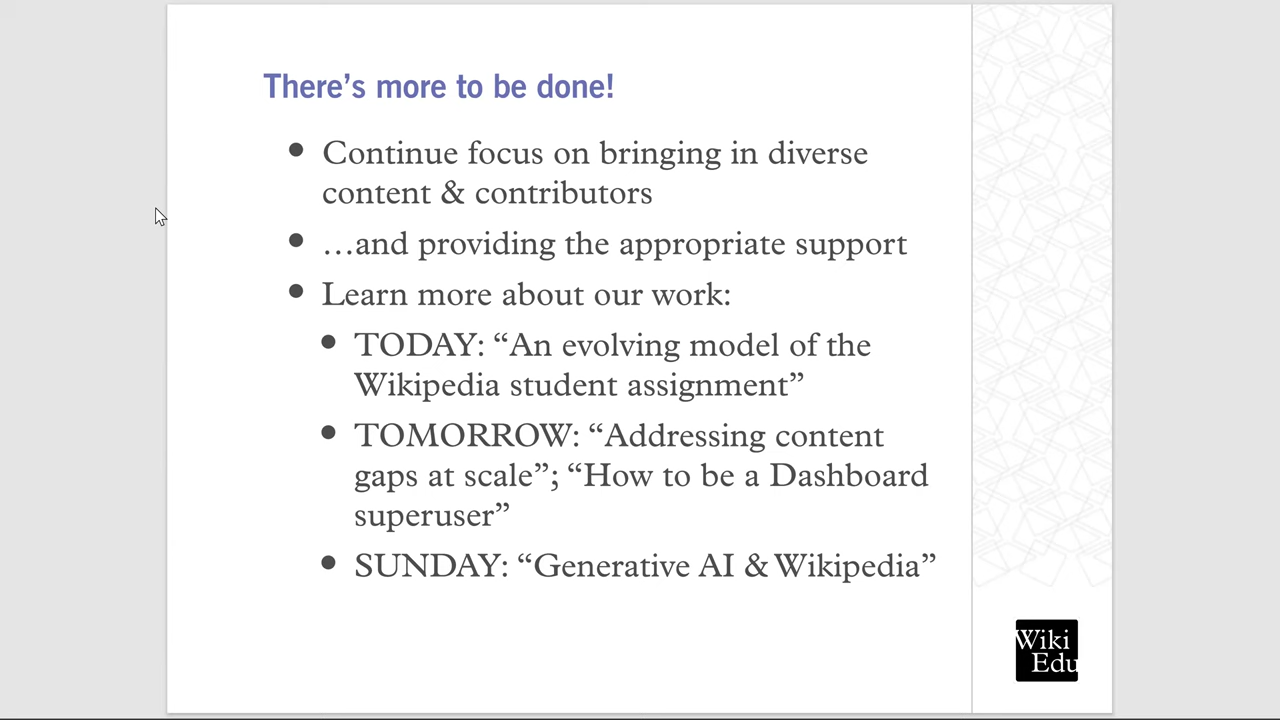 There’s more to be done!
• Continue focus on bringing in diverse
content & contributors
• …and providing the appropriate support
• Learn more about our work:
• TODAY: “An evolving model of the
Wikipedia student assignment”
• TOMORROW: “Addressing content
gaps at scale”; “How to be a Dashboard
superuser”
• SUNDAY: “Generative AI & Wikipedia”
Wiki
Edu